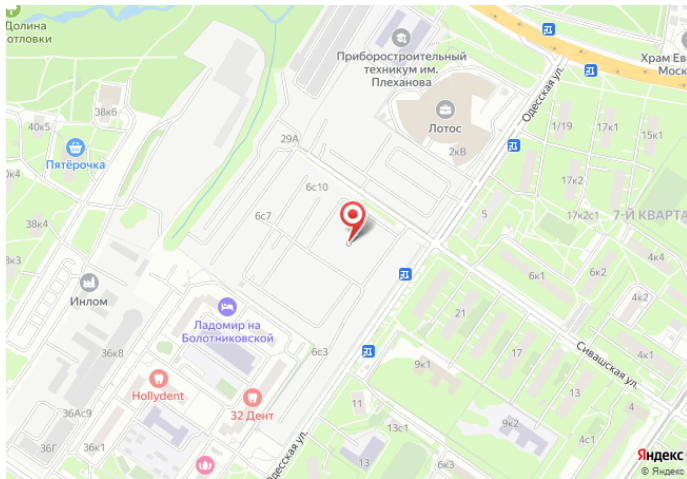 Долина
отловки
Приборостроительный
техникум им.
Плеханова
Храм Ев
Моск
Одесская ул.
38к6
40к5
Пятёрочка
к4
29А
Лотос
2кВ
1/19
17к1
15к1
17к2
6с10
6с7
17к2с1
7-Й КВАРТА
5
38к4
8к3
4к4
6к2
6к1
4к2
Инлом
Ладомир на
Болотниковской
21
36к8
6с3
17
4к1
Сивашская ул.
9к1
Hollydent
32 Дент
13
36Ас9
11
4
9к2
13с1
36Г
36к1
4с1
Одесская ул.
13
6к3
Яндекс
© Яндекс